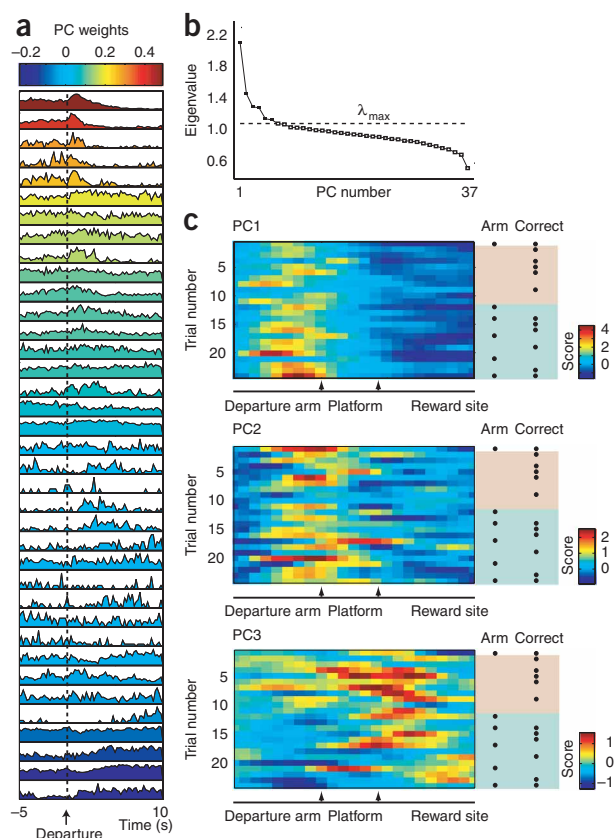 a
PC weights
−0.2 0 0.2 0.4
−5 10
Time (s)
Departure
b
Eigenvalue
2.2
1.8
1.4
1.0
0.6
λmax
1 PC number 37
c
PC1
Arm Correct
Trial number
5
10
15
20
Score
4
2
0
Departure arm Platform Reward site
PC2
Arm Correct
Trial number
5
10
15
20
Score
2
1
0
Departure arm Platform Reward site
PC3
Arm Correct
Trial number
5
10
15
20
Score
1
0
−1
Departure arm Platform Reward site